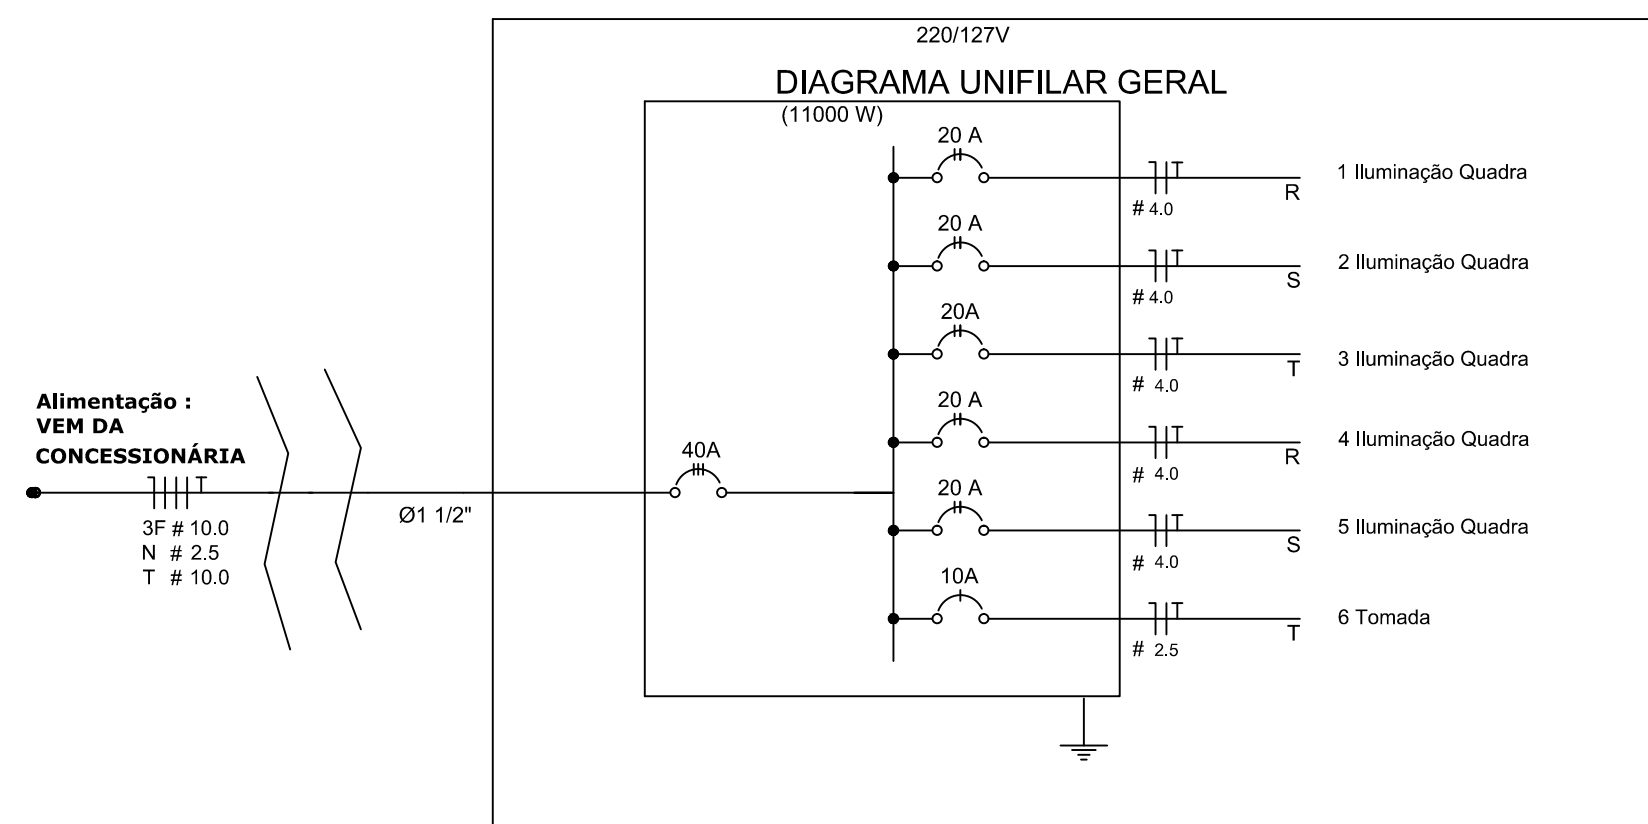 220/127V
DIAGRAMA UNIFILAR GERAL
(11000 W)
20 A
T
# 4.0
R
1 Iluminação Quadra
20 A
T
# 4.0
S
2 Iluminação Quadra
20A
T
# 4.0
T
3 Iluminação Quadra
20 A
T
# 4.0
R
4 Iluminação Quadra
20 A
T
# 4.0
S
5 Iluminação Quadra
10A
T
# 2.5
T
6 Tomada
Alimentação :
VEM DA
CONCESSIONÁRIA
T
3F # 10.0
N # 2.5
T # 10.0
Ø1 1/2"
40A